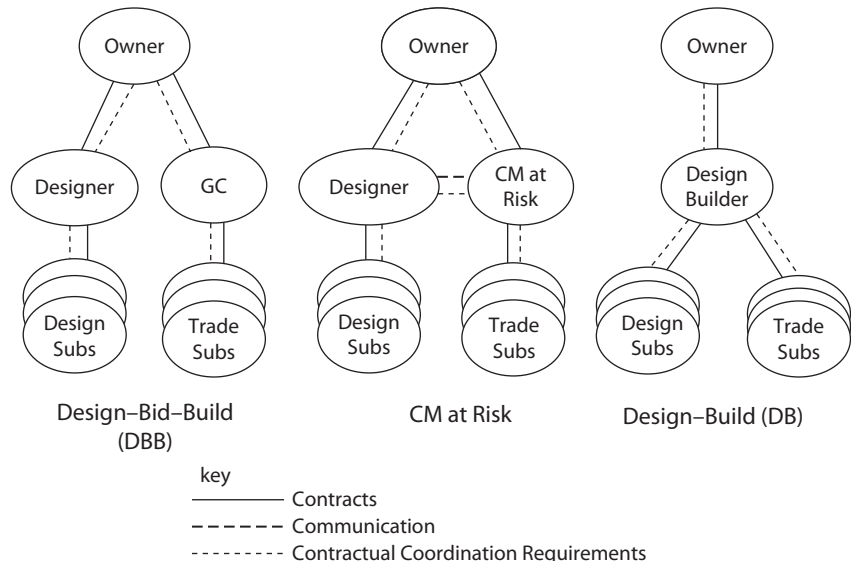 Owner
Designer
GC
Design
Subs
Trade
Subs
Design–Bid–Build
(DBB)
Owner
Designer
CM at
Risk
Design
Subs
Trade
Subs
CM at Risk
Owner
Design
Builder
Design
Subs
Trade
Subs
Design–Build (DB)
key
Contracts
Communication
Contractual Coordination Requirements